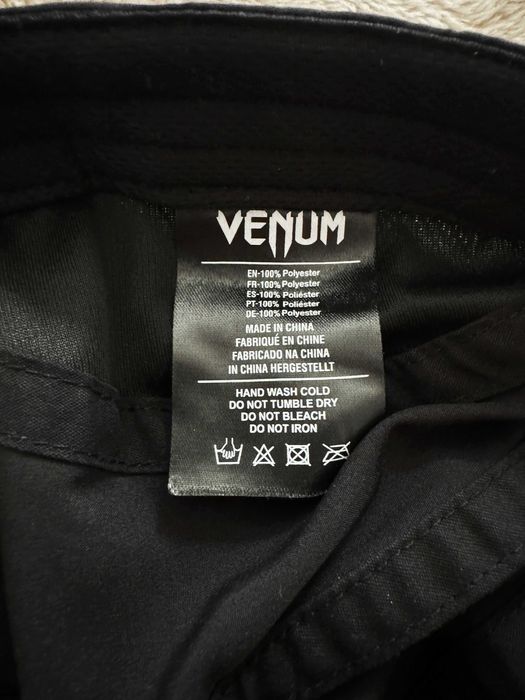 VENUM
EN-100% Polyester
FR-100% Polyester
ES-100% Poliéster
PT-100% Poliéster
DE-100% Polyester
MADE IN CHINA
FABRIQUÉ EN CHINE
FABRICADO NA CHINA
IN CHINA HERGESTELLT
HAND WASH COLD
DO NOT TUMBLE DRY
DO NOT BLEACH
DO NOT IRON